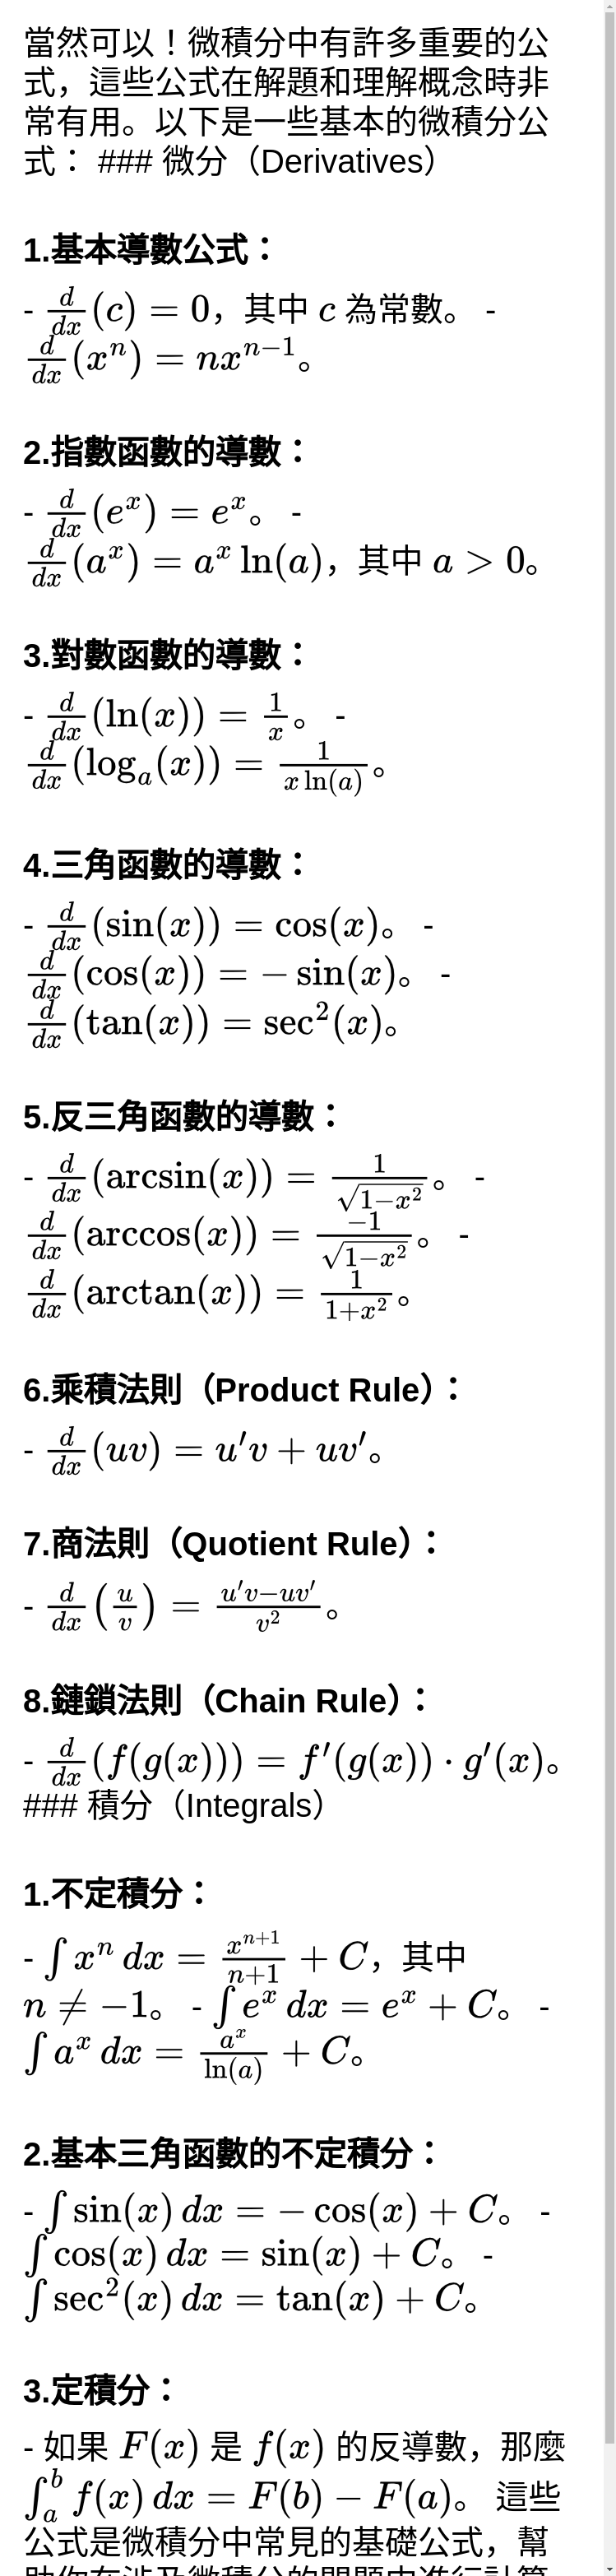 當然可以！微積分中有許多重要的公
式，這些公式在解題和理解概念時非
常有用。以下是一些基本的微積分公
式： ### 微分（Derivatives）
1.基本導數公式：
- $\frac{d}{dx}(c) = 0$，其中 $c$ 為常數。 -
$\frac{d}{dx}(x^n) = nx^{n-1}$。
2.指數函數的導數：
- $\frac{d}{dx}(e^x) = e^x$。 -
$\frac{d}{dx}(a^x) = a^x \ln(a)$，其中 $a > 0$。
3.對數函數的導數：
- $\frac{d}{dx}(\ln(x)) = \frac{1}{x}$。 -
$\frac{d}{dx}(\log_a(x)) = \frac{1}{x \ln(a)}$。
4.三角函數的導數：
- $\frac{d}{dx}(\sin(x)) = \cos(x)$。 -
$\frac{d}{dx}(\cos(x)) = -\sin(x)$。 -
$\frac{d}{dx}(\tan(x)) = \sec^2(x)$。
5.反三角函數的導數：
- $\frac{d}{dx}(\arcsin(x)) = \frac{1}{\sqrt{1-x^2}}$。 -
$\frac{d}{dx}(\arccos(x)) = \frac{-1}{\sqrt{1-x^2}}$。 -
$\frac{d}{dx}(\arctan(x)) = \frac{1}{1+x^2}$。
6.乘積法則（Product Rule）：
- $\frac{d}{dx}(uv) = u'v + uv'$。
7.商法則（Quotient Rule）：
- $\frac{d}{dx}\left(\frac{u}{v}\right) = \frac{u'v-uv'}{v^2}$。
8.鏈鎖法則（Chain Rule）：
- $\frac{d}{dx}(f(g(x))) = f'(g(x)) \cdot g'(x)$。
### 積分（Integrals）
1.不定積分：
- $\int x^n \, dx = \frac{x^{n+1}}{n+1} + C$，其中
$n \neq -1$。 - $\int e^x \, dx = e^x + C$。 -
$\int a^x \, dx = \frac{a^x}{\ln(a)} + C$。
2.基本三角函數的不定積分：
- $\int \sin(x) \, dx = -\cos(x) + C$。 -
$\int \cos(x) \, dx = \sin(x) + C$。 -
$\int \sec^2(x) \, dx = \tan(x) + C$。
3.定積分：
- 如果 $F(x)$ 是 $f(x)$ 的反導數，那麼
$\int_a^b f(x) \, dx = F(b) - F(a)$。 這些
公式是微積分中常見的基礎公式，幫